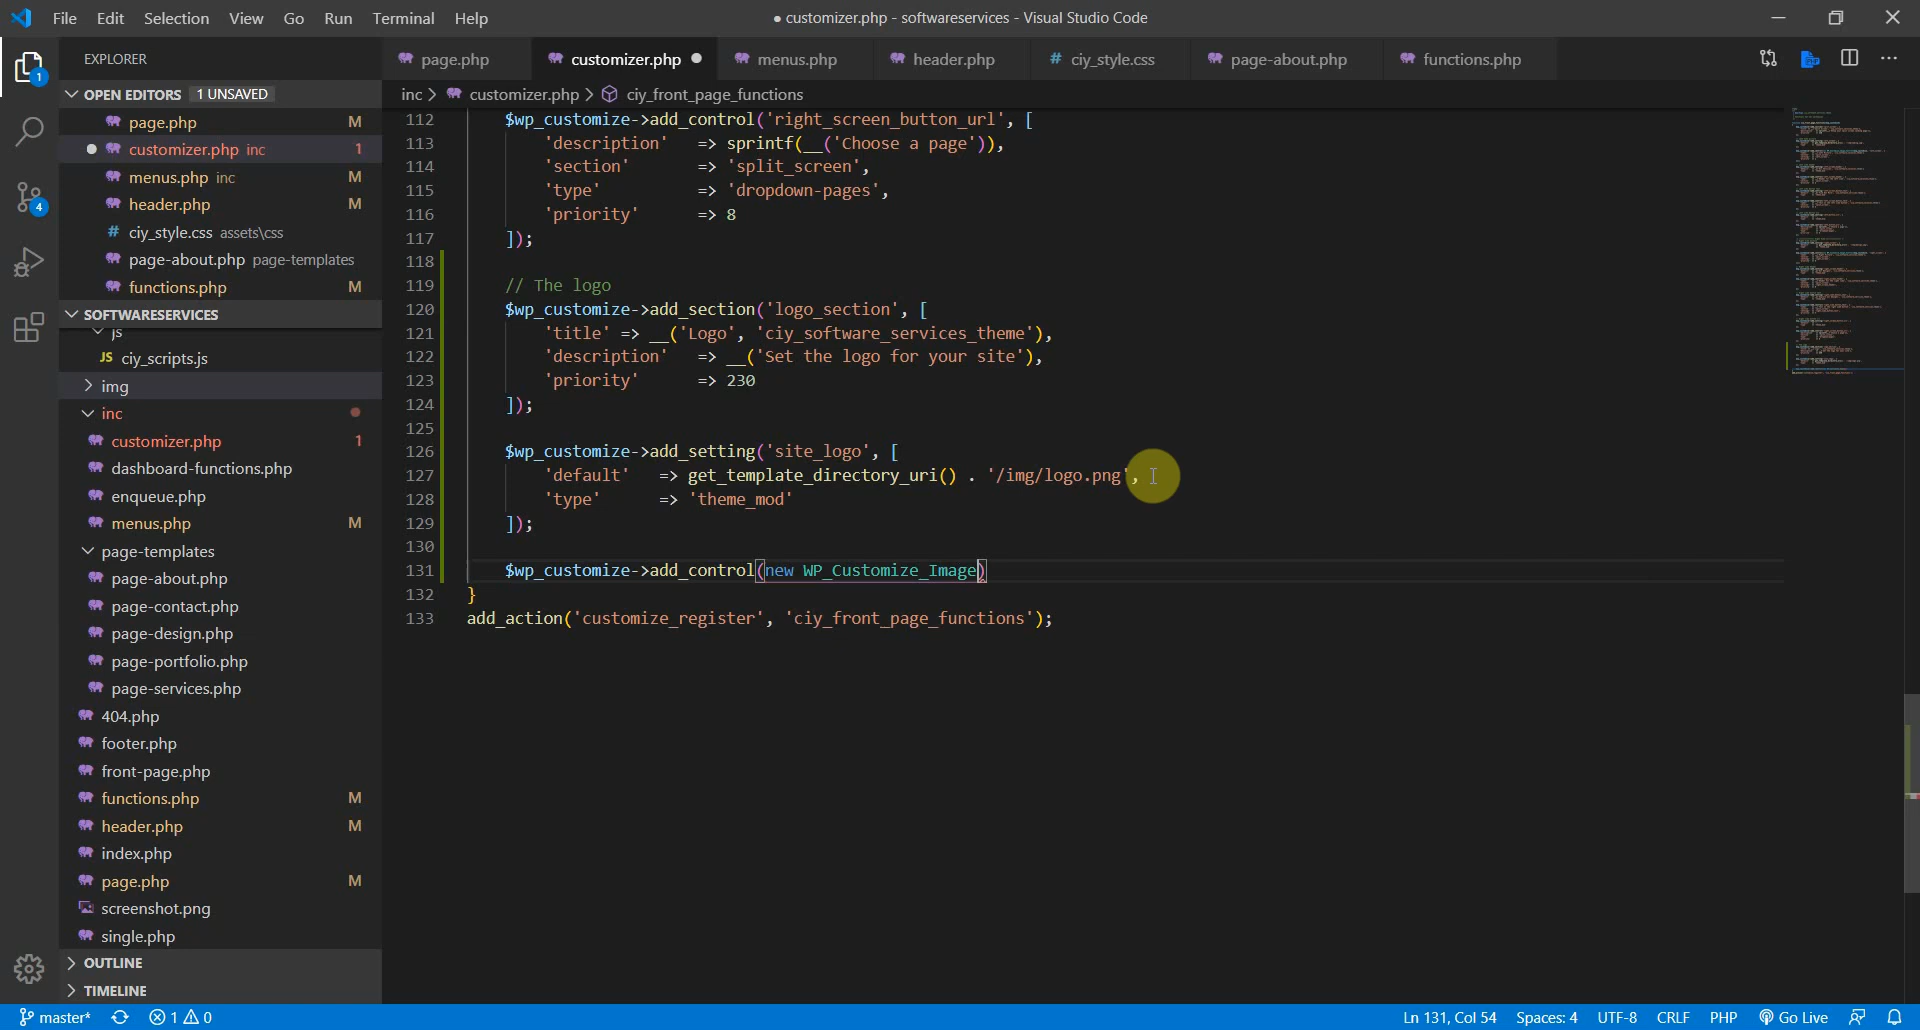 File Edit Selection View Go Run Terminal Help
● customizer.php - softwareservices - Visual Studio Code
EXPLORER
page.php
customizer.php ●
menus.php
header.php
# ciy_style.css
page-about.php
functions.php
OPEN EDITORS 1 UNSAVED
inc > customizer.php > ciy_front_page_functions
page.php M
● customizer.php inc 1
menus.php inc M
header.php M
# ciy_style.css assets\css
page-about.php page-templates
functions.php M
SOFTWARESERVICES
js
JS ciy_scripts.js
img
inc
customizer.php 1
dashboard-functions.php
enqueue.php
menus.php M
page-templates
page-about.php
page-contact.php
page-design.php
page-portfolio.php
page-services.php
404.php
footer.php
front-page.php
functions.php M
header.php M
index.php
page.php M
screenshot.png
single.php
OUTLINE
TIMELINE
112 $wp_customize->add_control('right_screen_button_url', [
113 'description' => sprintf(__('Choose a page')),
114 'section' => 'split_screen',
115 'type' => 'dropdown-pages',
116 'priority' => 8
117 ]);
118
119 // The logo
120 $wp_customize->add_section('logo_section', [
121 'title' => __('Logo', 'ciy_software_services_theme'),
122 'description' => __('Set the logo for your site'),
123 'priority' => 230
124 ]);
125
126 $wp_customize->add_setting('site_logo', [
127 'default' => get_template_directory_uri() . '/img/logo.png',
128 'type' => 'theme_mod'
129 ]);
130
131 $wp_customize->add_control(new WP_Customize_Image)
132 }
133 add_action('customize_register', 'ciy_front_page_functions');
1
4
master* 1 0
Ln 131, Col 54 Spaces: 4 UTF-8 CRLF PHP Go Live